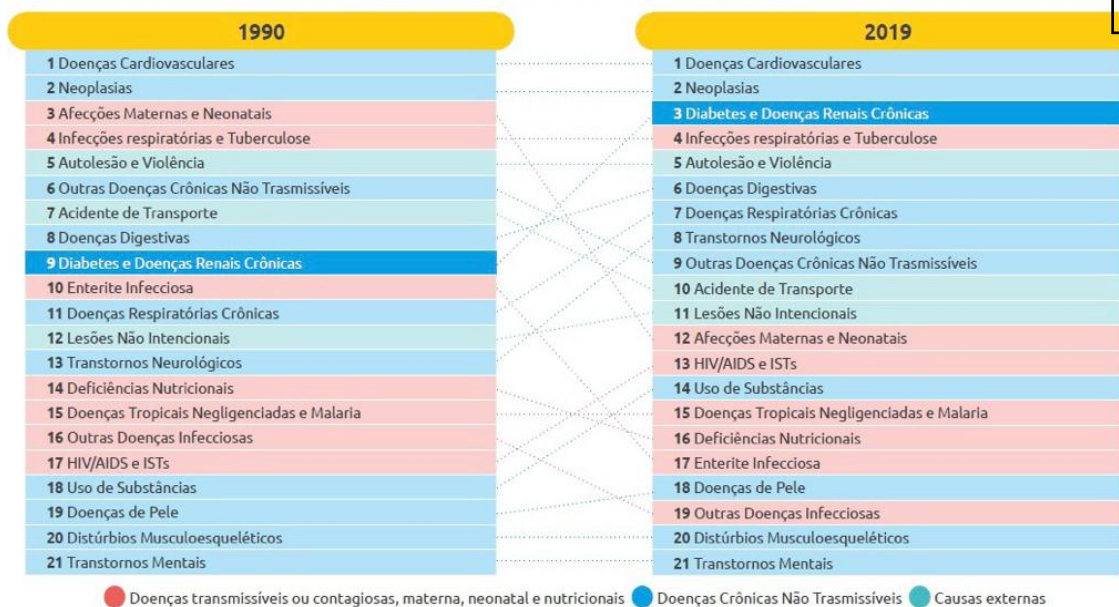 1990
1 Doenças Cardiovasculares
2 Neoplasias
3 Afecções Maternas e Neonatais
4 Infecções respiratórias e Tuberculose
5 Autolesão e Violência
6 Outras Doenças Crônicas Não Trasmissíveis
7 Acidente de Transporte
8 Doenças Digestivas
9 Diabetes e Doenças Renais Crônicas
10 Enterite Infecciosa
11 Doenças Respiratórias Crônicas
12 Lesões Não Intencionais
13 Transtornos Neurológicos
14 Deficiências Nutricionais
15 Doenças Tropicais Negligenciadas e Malaria
16 Outras Doenças Infecciosas
17 HIV/AIDS e ISTs
18 Uso de Substâncias
19 Doenças de Pele
20 Distúrbios Musculoesqueléticos
21 Transtornos Mentais
2019
1 Doenças Cardiovasculares
2 Neoplasias
3 Diabetes e Doenças Renais Crônicas
4 Infecções respiratórias e Tuberculose
5 Autolesão e Violência
6 Doenças Digestivas
7 Doenças Respiratórias Crônicas
8 Transtornos Neurológicos
9 Outras Doenças Crônicas Não Trasmissíveis
10 Acidente de Transporte
11 Lesões Não Intencionais
12 Afecções Maternas e Neonatais
13 HIV/AIDS e ISTs
14 Uso de Substâncias
15 Doenças Tropicais Negligenciadas e Malaria
16 Deficiências Nutricionais
17 Enterite Infecciosa
18 Doenças de Pele
19 Outras Doenças Infecciosas
20 Distúrbios Musculoesqueléticos
21 Transtornos Mentais
Doenças transmissíveis ou contagiosas, materna, neonatal e nutricionais Doenças Crônicas Não Trasmissíveis Causas externas